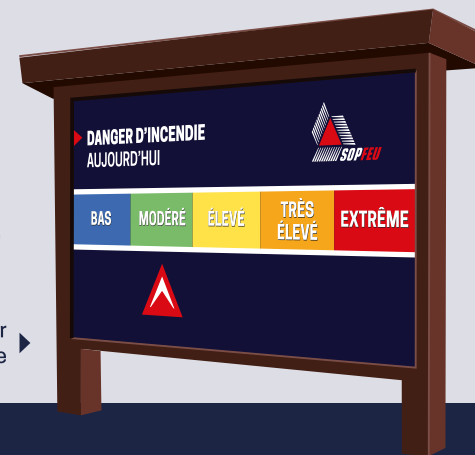 DANGER D'INCENDIE
AUJOURD'HUI
SOPFEU
BAS
MODÉRÉ
ÉLEVÉ
TRÈS
ÉLEVÉ
EXTRÊME
r
e